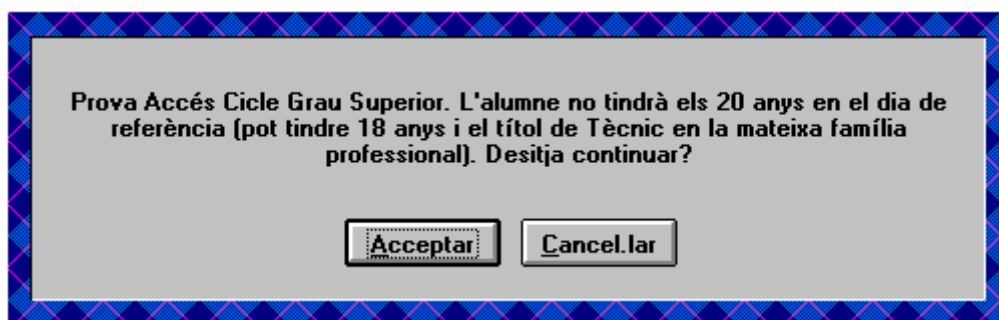 Prova Accés Cicle Grau Superior. L'alumne no tindrà els 20 anys en el dia de
referència (pot tindre 18 anys i el títol de Tècnic en la mateixa família
professional). Desitja continuar?
Acceptar
Cancel.lar